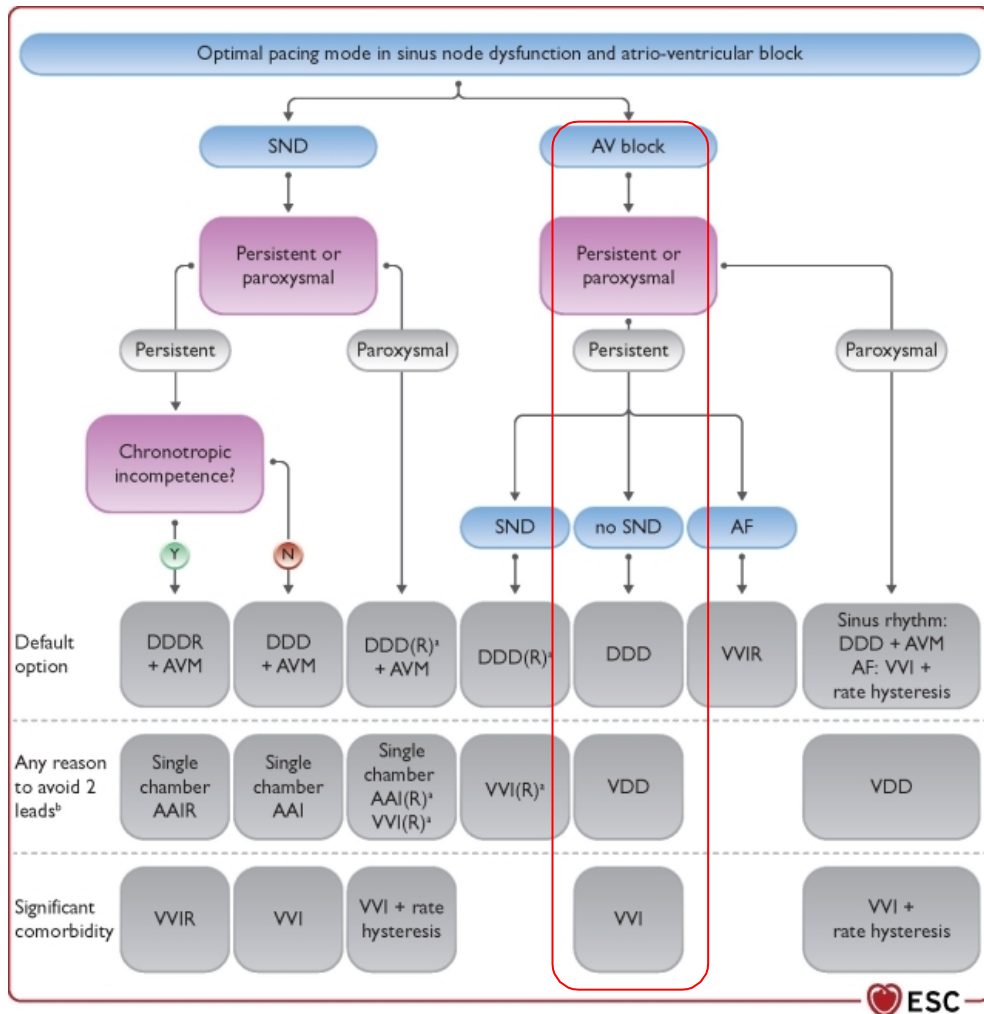 Optimal pacing mode in sinus node dysfunction and atrio-ventricular block
SND
AV block
Persistent or
paroxysmal
Persistent or
paroxysmal
Persistent
Paroxysmal
Persistent
Paroxysmal
Chronotropic
incompetence?
Y
N
SND
no SND
AF
Default
option
DDDR
+ AVM
DDD
+ AVM
DDD(R)ᵃ
+ AVM
DDD(R)ᵃ
DDD
VVIR
Sinus rhythm:
DDD + AVM
AF: VVI +
rate hysteresis
Any reason
to avoid 2
leadsᵇ
Single
chamber
AAIR
Single
chamber
AAI
Single
chamber
AAI(R)ᵃ
VVI(R)ᵃ
VVI(R)ᵃ
VDD
VDD
Significant
comorbidity
VVIR
VVI
VVI + rate
hysteresis
VVI
VVI +
rate hysteresis
ESC